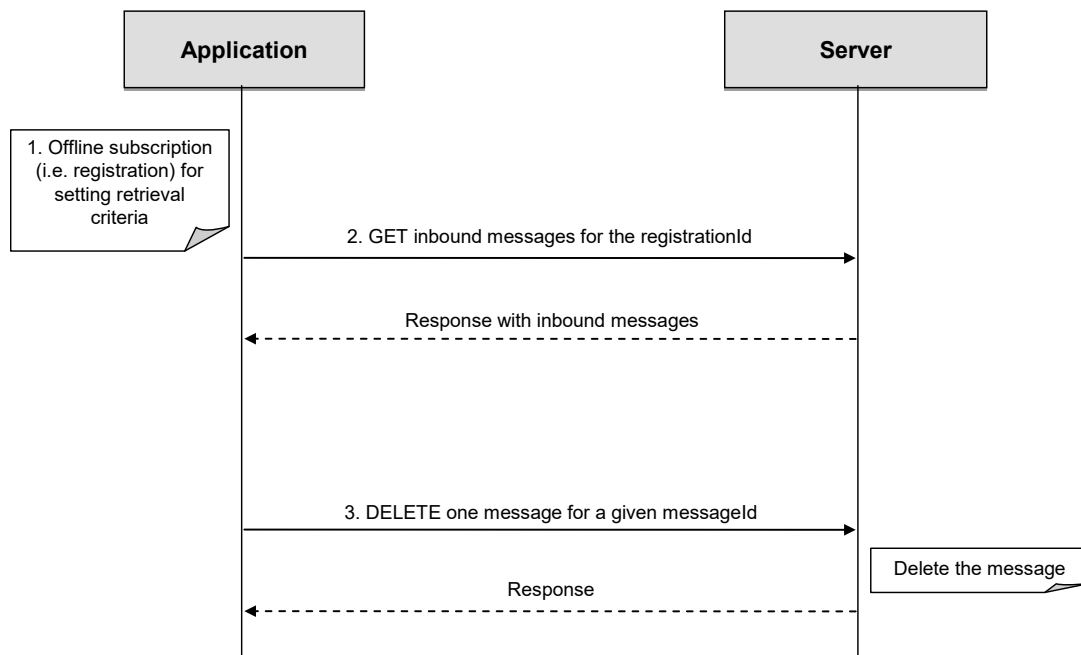 Application
Server
1. Offline subscription
(i.e. registration) for
setting retrieval
criteria
2. GET inbound messages for the registrationId
Response with inbound messages
3. DELETE one message for a given messageId
Delete the message
Response